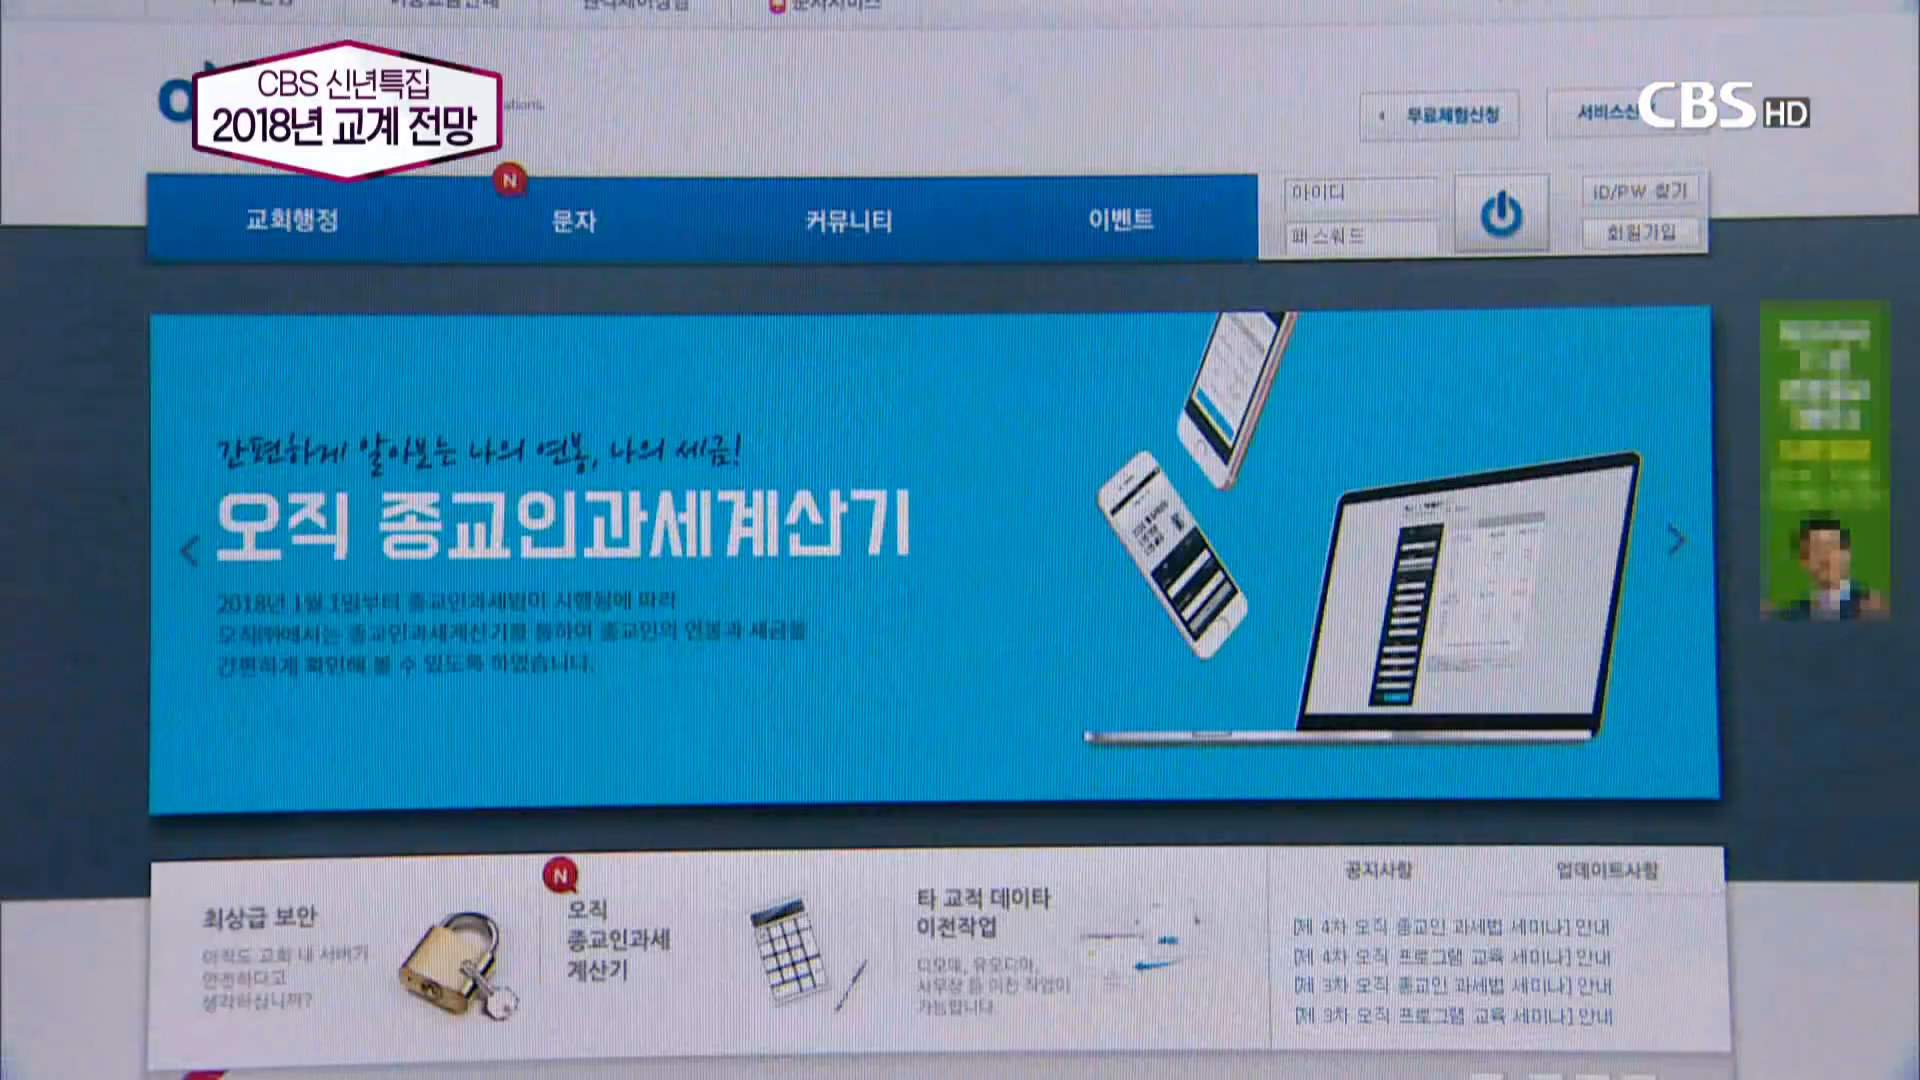 문자서비스
CBS 신년특집
2018년 교계 전망
ations.
무료체험신청
서비스신
CBS HD
N
교회행정
문자
커뮤니티
이벤트
아이디
패스워드
ID/PW 찾기
회원가입
간편하게 알아보는 나의 연봉, 나의 세금!
오직 종교인과세계산기
2018년 1월 1일부터 종교인과세법이 시행됨에 따라
오직에서는 종교인과세계산기를 통하여 종교인의 연봉과 세금을
간편하게 확인해 볼 수 있도록 하였습니다.
최상급 보안
아직도 교회 내 서버가
안전하다고
생각하십니까?
N
오직
종교인과세
계산기
타 교적 데이타
이전작업
디모데, 유오디아,
사무장 등 이전 작업이
가능합니다.
공지사항
업데이트사항
[제 4차 오직 종교인 과세법 세미나] 안내
[제 4차 오직 프로그램 교육 세미나] 안내
[제 3차 오직 종교인 과세법 세미나] 안내
[제 3차 오직 프로그램 교육 세미나] 안내